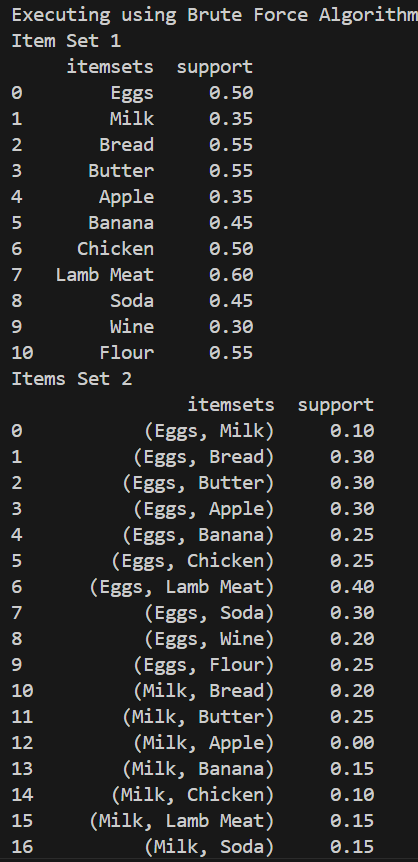 Executing using Brute Force Algorithm
Item Set 1
itemsets support
0 Eggs 0.50
1 Milk 0.35
2 Bread 0.55
3 Butter 0.55
4 Apple 0.35
5 Banana 0.45
6 Chicken 0.50
7 Lamb Meat 0.60
8 Soda 0.45
9 Wine 0.30
10 Flour 0.55
Items Set 2
itemsets support
0 (Eggs, Milk) 0.10
1 (Eggs, Bread) 0.30
2 (Eggs, Butter) 0.30
3 (Eggs, Apple) 0.30
4 (Eggs, Banana) 0.25
5 (Eggs, Chicken) 0.25
6 (Eggs, Lamb Meat) 0.40
7 (Eggs, Soda) 0.30
8 (Eggs, Wine) 0.20
9 (Eggs, Flour) 0.25
10 (Milk, Bread) 0.20
11 (Milk, Butter) 0.25
12 (Milk, Apple) 0.00
13 (Milk, Banana) 0.15
14 (Milk, Chicken) 0.10
15 (Milk, Lamb Meat) 0.15
16 (Milk, Soda) 0.15